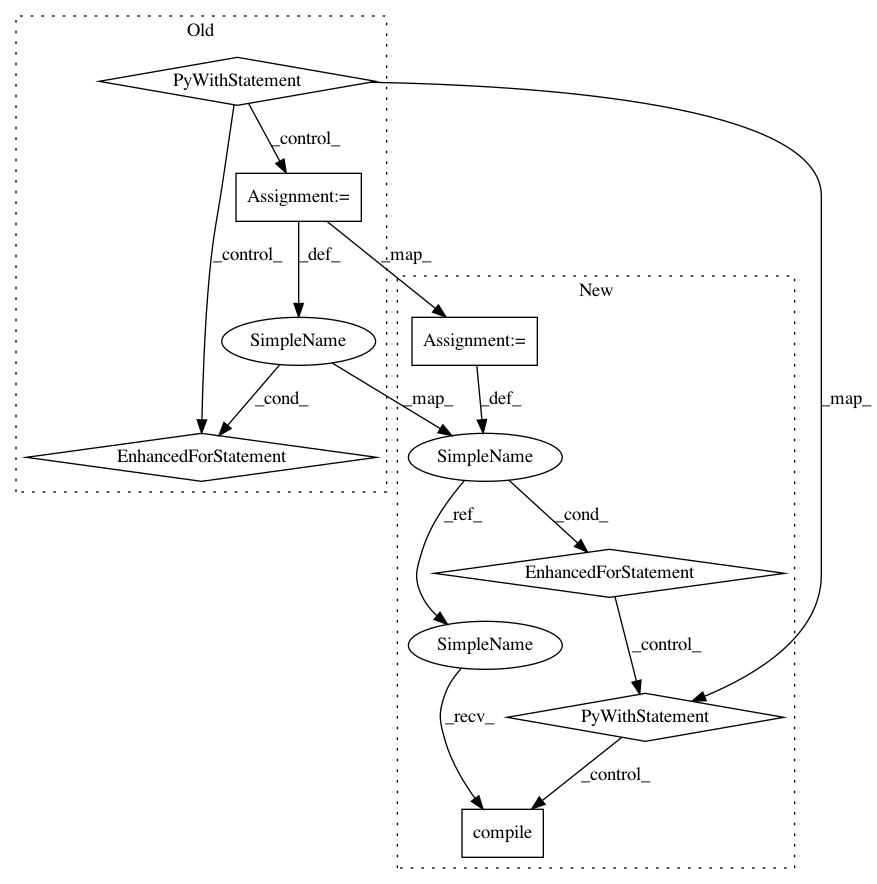 Old
PyWithStatement
_control_
Assignment:=
_control_
_def_
_map_
New
SimpleName
Assignment:=
_cond_
_map_
_def_
_map_
EnhancedForStatement
SimpleName
_ref_
_cond_
EnhancedForStatement
SimpleName
_control_
_recv_
PyWithStatement
_control_
compile